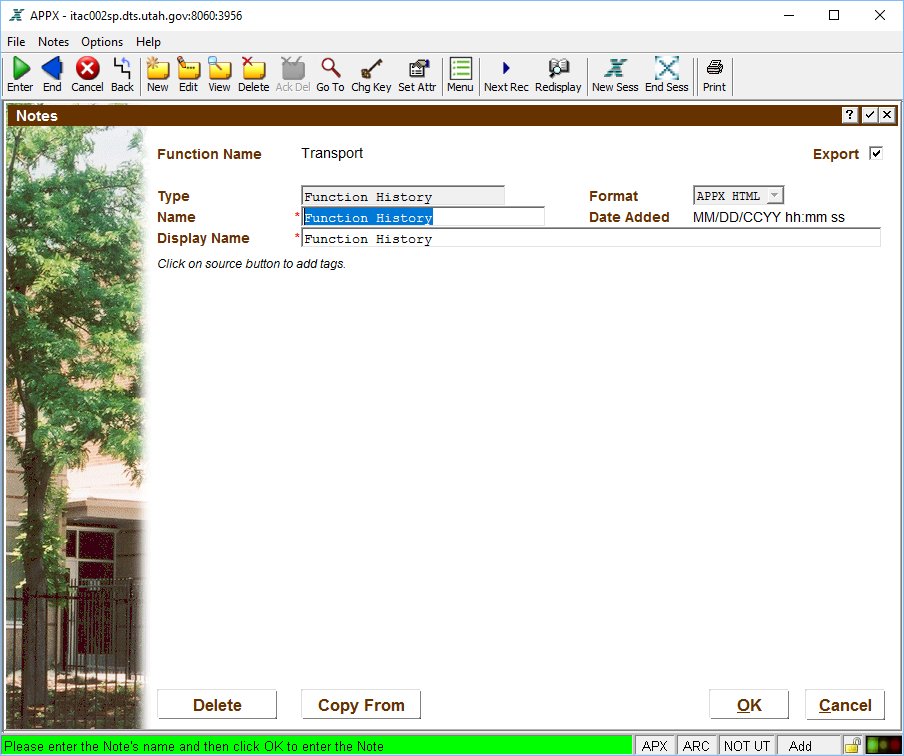 APPX - itac002sp.dts.utah.gov:8060:3956
File Notes Options Help
Enter End Cancel Back New Edit View Delete Ack Del Go To Chg Key Set Attr Menu Next Rec Redisplay New Sess End Sess Print
Notes ?
Function Name Transport Export
Type Function History Format APPX HTML
Name * Function History Date Added MM/DD/CCYY hh:mm ss
Display Name * Function History
Click on source button to add tags.
Delete Copy From OK Cancel
Please enter the Note's name and then click OK to enter the Note APX ARC NOT UT Add